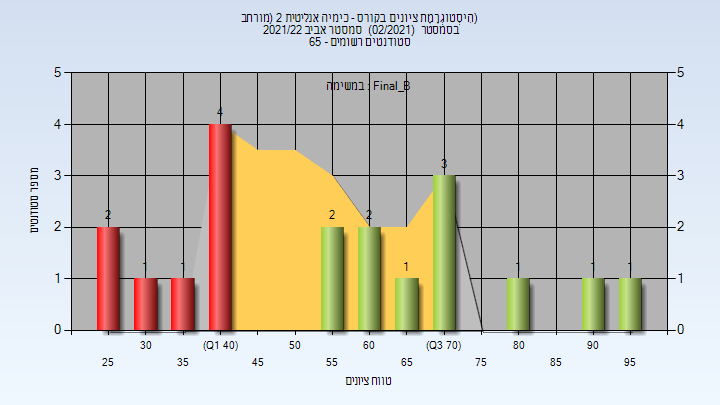 (היסטוגרמת ציונים בקורס - כימיה אנליטית 2 (מורחב
בסמסטר (02/2021) סמסטר אביב 2021/22
סטודנטים רשומים - 65
במשימה : Final_B
מספר סטודנטים
5 5
4 4
3 3
2 2
1 1
0 0
2 1 1 4 2 2 1 3 1 1 1
30 (Q1 40) 50 60 (Q3 70) 80 90
25 35 45 55 65 75 85 95
טווח ציונים